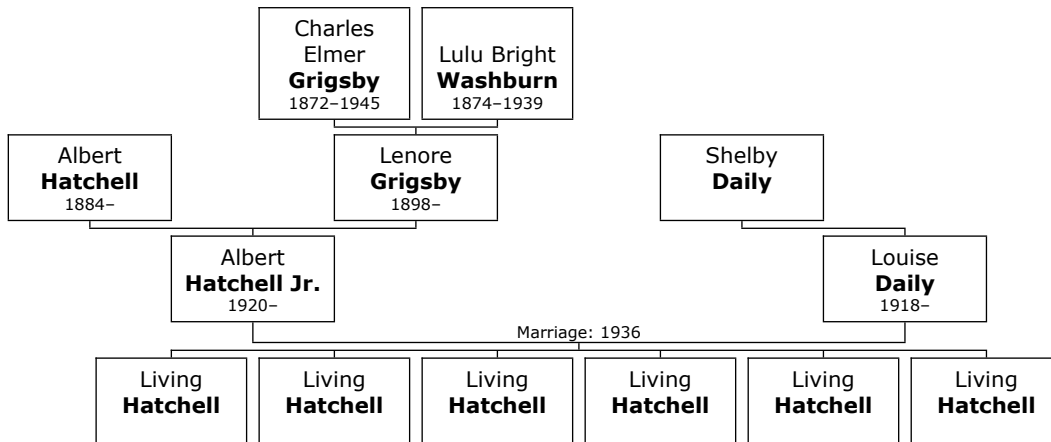 Charles
Elmer
Grigsby
1872–1945
Lulu Bright
Washburn
1874–1939
Albert
Hatchell
1884–
Lenore
Grigsby
1898–
Shelby
Daily
Albert
Hatchell Jr.
1920–
Louise
Daily
1918–
Marriage: 1936
Living
Hatchell
Living
Hatchell
Living
Hatchell
Living
Hatchell
Living
Hatchell
Living
Hatchell